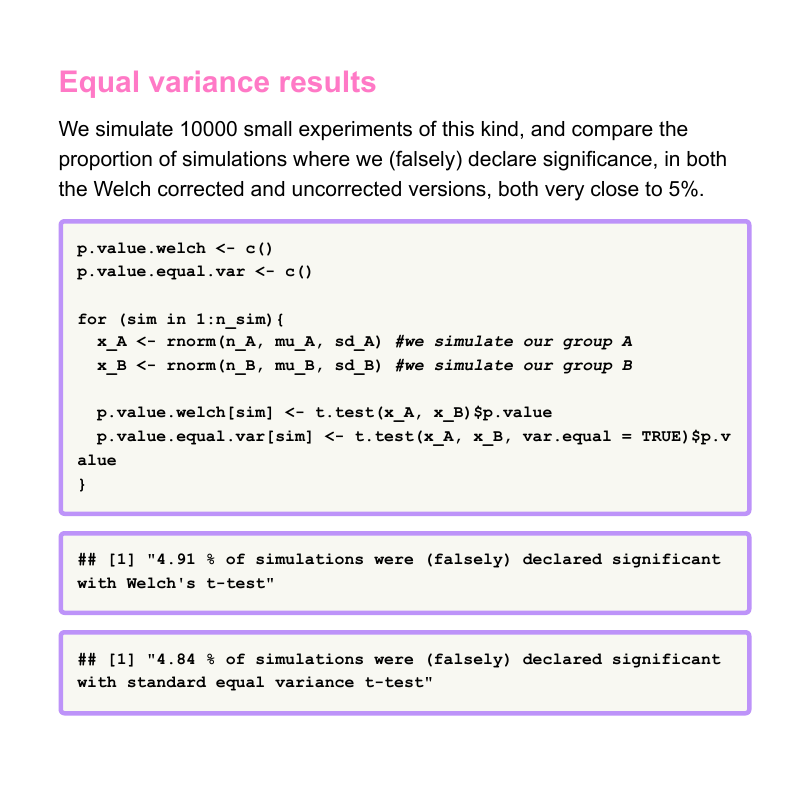 Equal variance results
We simulate 10000 small experiments of this kind, and compare the
proportion of simulations where we (falsely) declare significance, in both
the Welch corrected and uncorrected versions, both very close to 5%.
p.value.welch <- c()
p.value.equal.var <- c()
for (sim in 1:n_sim){
  x_A <- rnorm(n_A, mu_A, sd_A) #we simulate our group A
  x_B <- rnorm(n_B, mu_B, sd_B) #we simulate our group B
  p.value.welch[sim] <- t.test(x_A, x_B)$p.value
  p.value.equal.var[sim] <- t.test(x_A, x_B, var.equal = TRUE)$p.v
alue
}
## [1] "4.91 % of simulations were (falsely) declared significant
with Welch's t-test"
## [1] "4.84 % of simulations were (falsely) declared significant
with standard equal variance t-test"